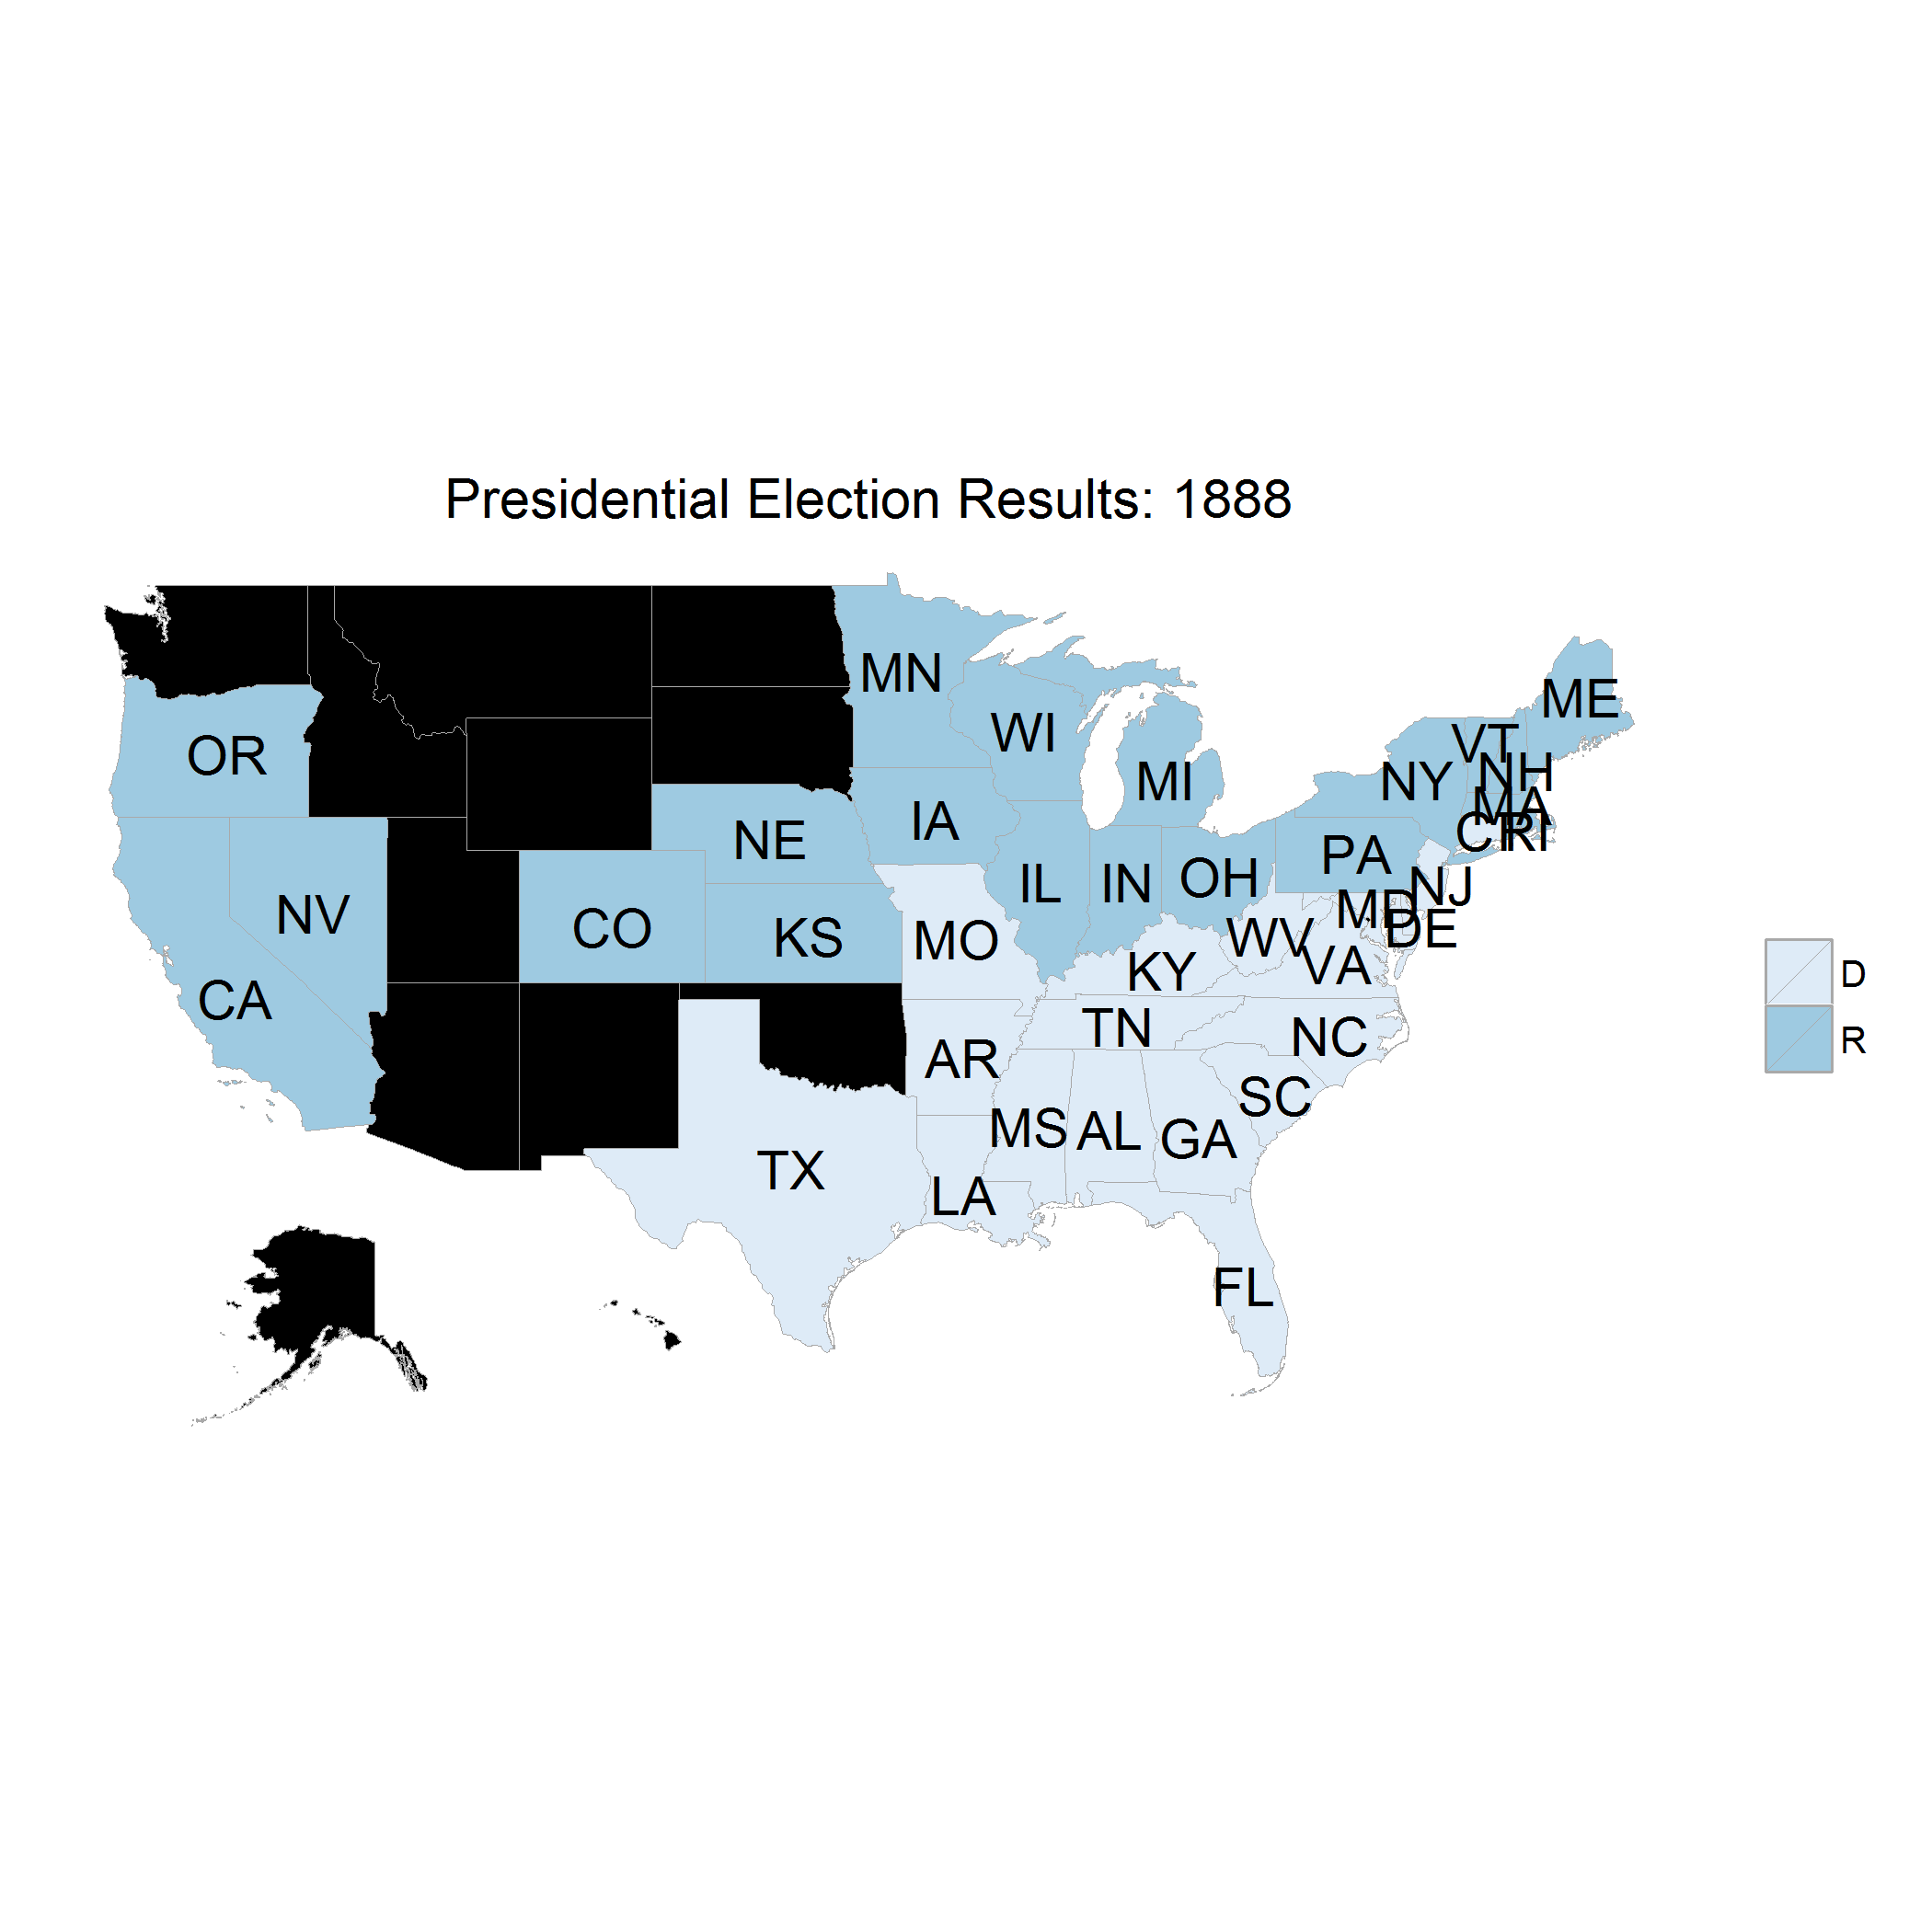 Presidential Election Results: 1888
MN
ME
OR
WI
VT
NH
NY
MI
MA
IA
NE
CT
RI
PA
OH
IL
IN
NJ
NV
CO
KS
MO
MD
DE
WV
VA
KY
CA
D
TN
NC
R
AR
SC
MS
AL
GA
TX
LA
FL